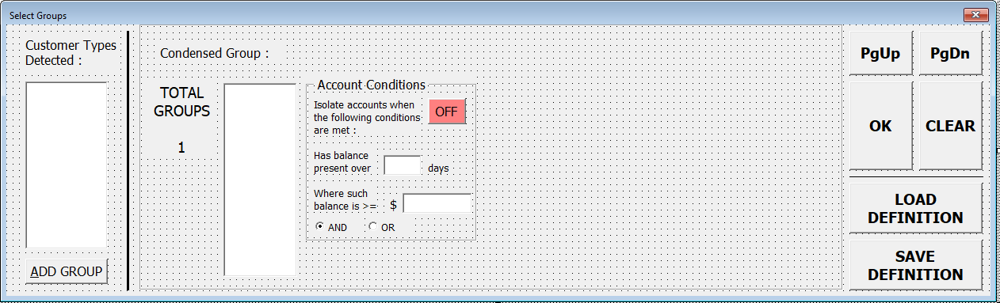 Select Groups
Customer Types
Detected :
ADD GROUP
Condensed Group :
TOTAL
GROUPS
1
Account Conditions
Isolate accounts when
the following conditions
are met :
OFF
Has balance
present over
days
Where such
balance is >=
$
AND
OR
PgUp
PgDn
OK
CLEAR
LOAD
DEFINITION
SAVE
DEFINITION